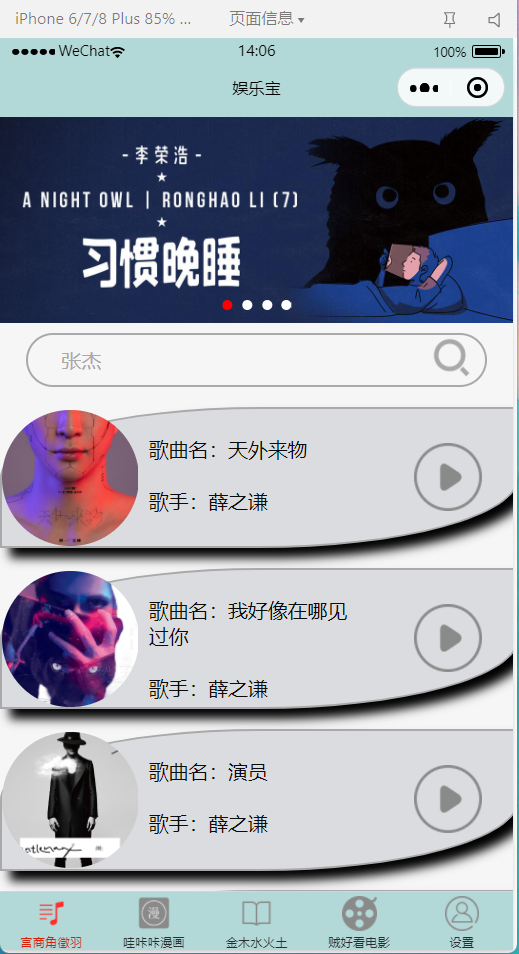 iPhone 6/7/8 Plus 85% ...
页面信息
WeChat
14:06
100%
娱乐宝
- 李荣浩 -
A NIGHT OWL | RONGHAO LI (7)
习惯晚睡
张杰
歌曲名：天外来物
歌手：薛之谦
歌曲名：我好像在哪见
过你
歌手：薛之谦
歌曲名：演员
歌手：薛之谦
漫
宫商角徵羽
哇咔咔漫画
金木水火土
贼好看电影
设置